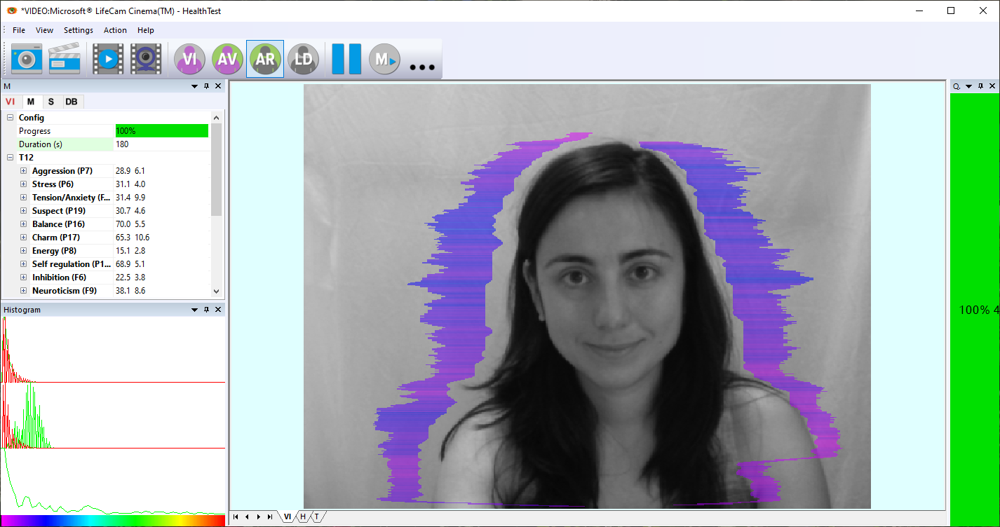 *VIDEO:Microsoft® LifeCam Cinema(TM) - HealthTest
File View Settings Action Help
VI AV AR LD M
M
VI M S DB
Config
Progress 100%
Duration (s) 180
T12
Aggression (P7) 28.9 6.1
Stress (P6) 31.1 4.0
Tension/Anxiety (F... 31.4 9.9
Suspect (P19) 30.7 4.6
Balance (P16) 70.0 5.5
Charm (P17) 65.3 10.6
Energy (P8) 15.1 2.8
Self regulation (P1... 68.9 5.1
Inhibition (F6) 22.5 3.8
Neuroticism (F9) 38.1 8.6
Histogram
VI H T
Q.
100% 4